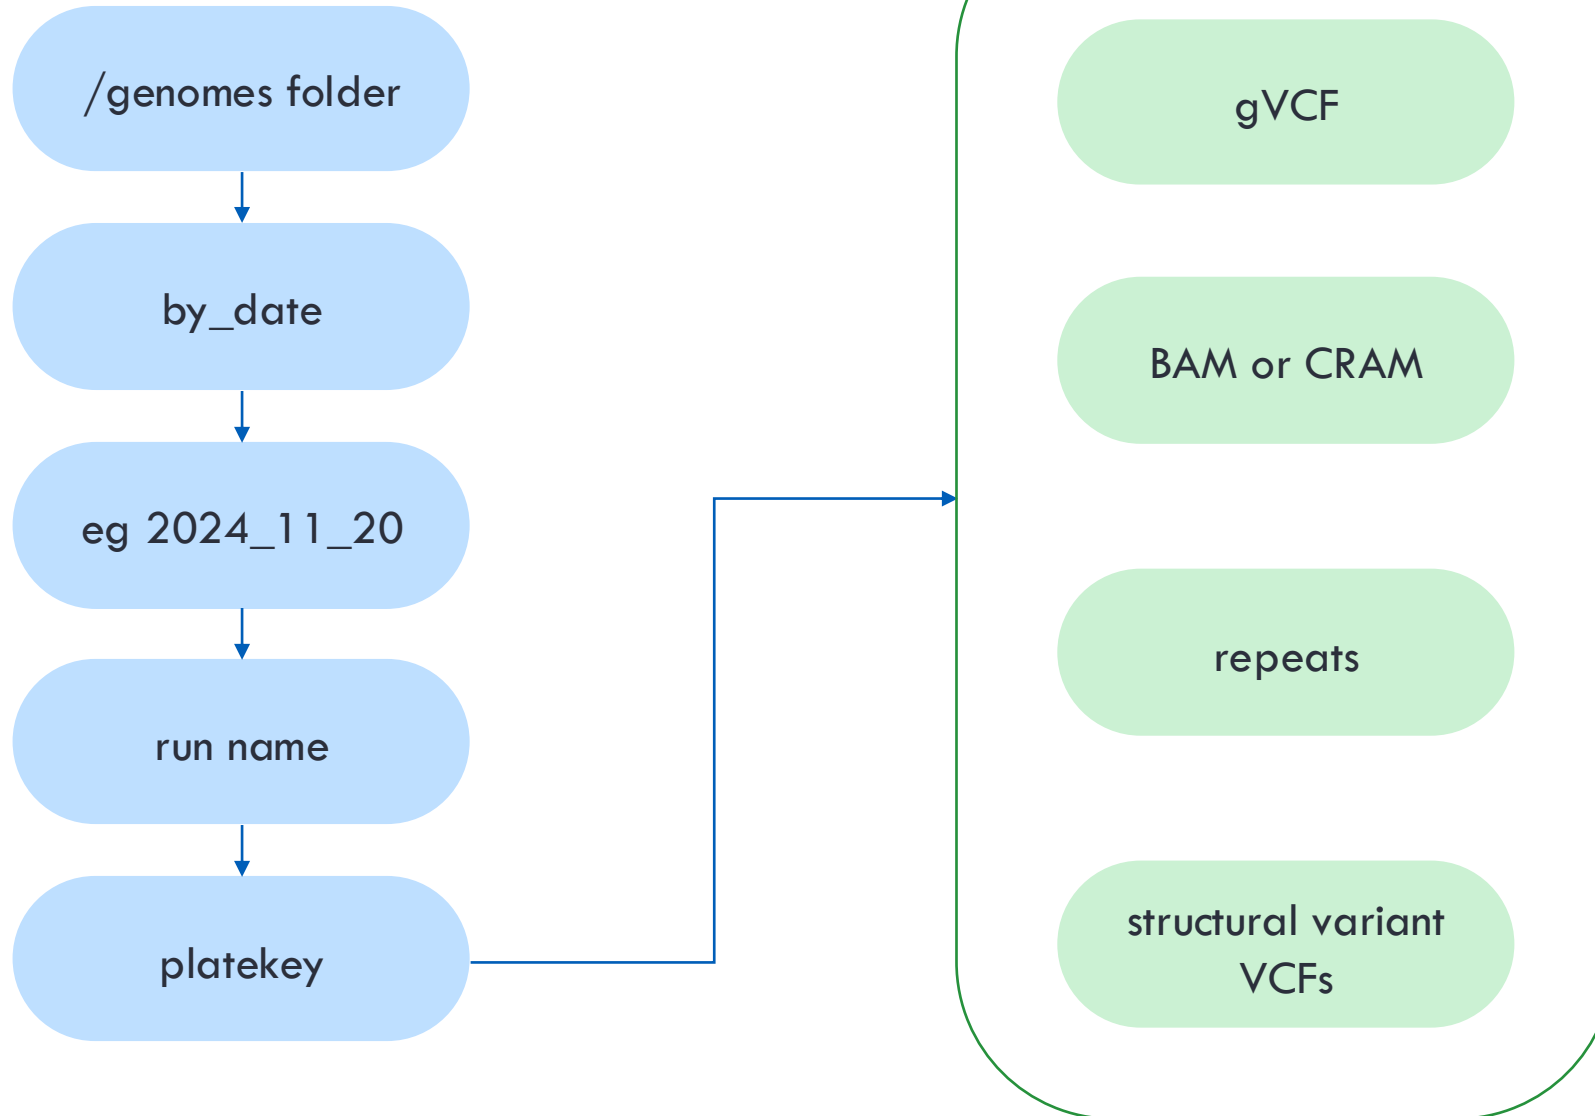 /genomes folder
by_date
eg 2024_11_20
run name
platekey
gVCF
BAM or CRAM
repeats
structural variant
VCFs